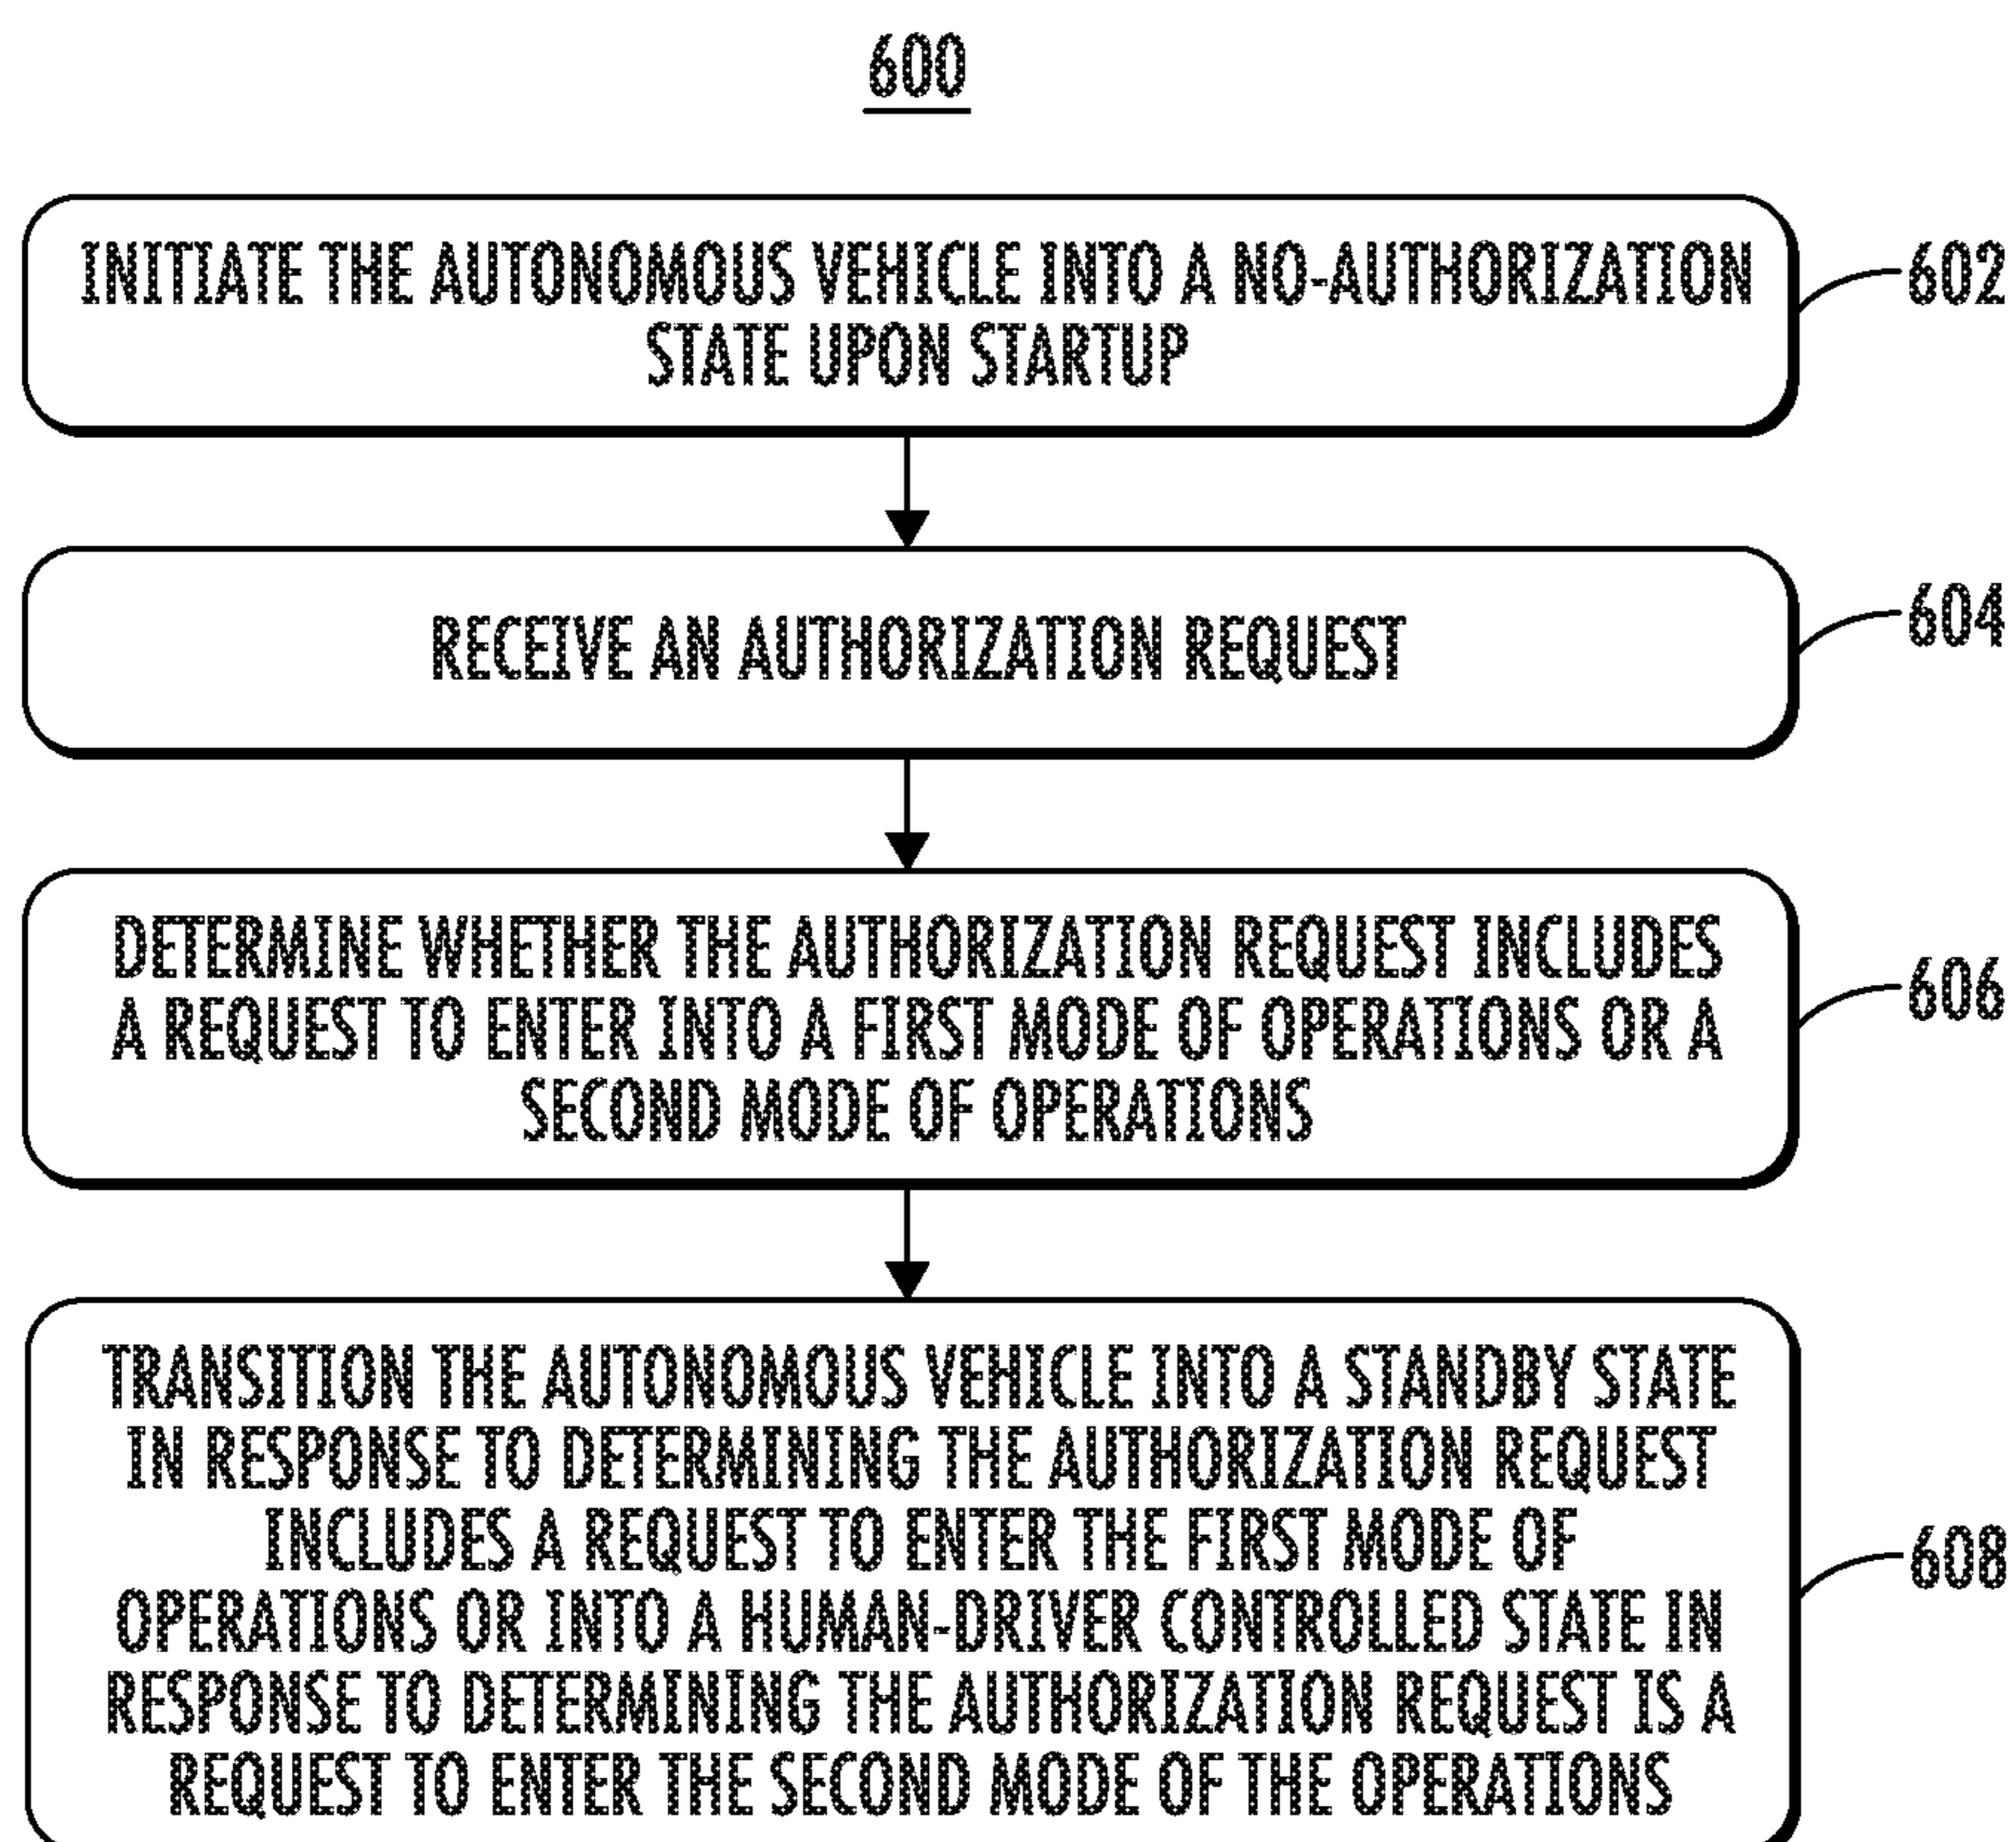 600
INITIATE THE AUTONOMOUS VEHICLE INTO A NO-AUTHORIZATION
STATE UPON STARTUP
602
RECEIVE AN AUTHORIZATION REQUEST
604
DETERMINE WHETHER THE AUTHORIZATION REQUEST INCLUDES
A REQUEST TO ENTER INTO A FIRST MODE OF OPERATIONS OR A
SECOND MODE OF OPERATIONS
606
TRANSITION THE AUTONOMOUS VEHICLE INTO A STANDBY STATE
IN RESPONSE TO DETERMINING THE AUTHORIZATION REQUEST
INCLUDES A REQUEST TO ENTER THE FIRST MODE OF
OPERATIONS OR INTO A HUMAN-DRIVER CONTROLLED STATE IN
RESPONSE TO DETERMINING THE AUTHORIZATION REQUEST IS A
REQUEST TO ENTER THE SECOND MODE OF THE OPERATIONS
608